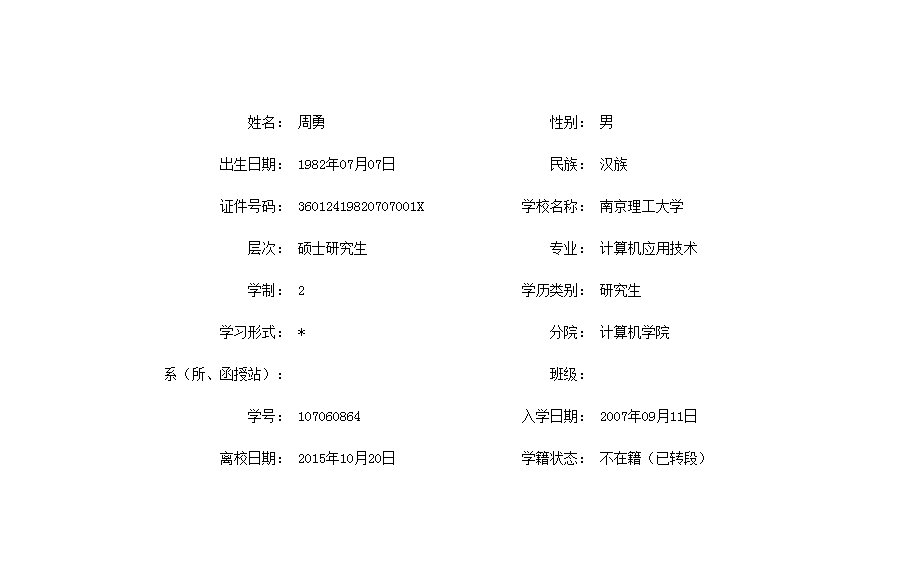 姓名： 周勇 性别： 男
出生日期： 1982年07月07日 民族： 汉族
证件号码： 36012419820707001X 学校名称： 南京理工大学
层次： 硕士研究生 专业： 计算机应用技术
学制： 2 学历类别： 研究生
学习形式： * 分院： 计算机学院
系（所、函授站）： 班级：
学号： 107060864 入学日期： 2007年09月11日
离校日期： 2015年10月20日 学籍状态： 不在籍（已转段）